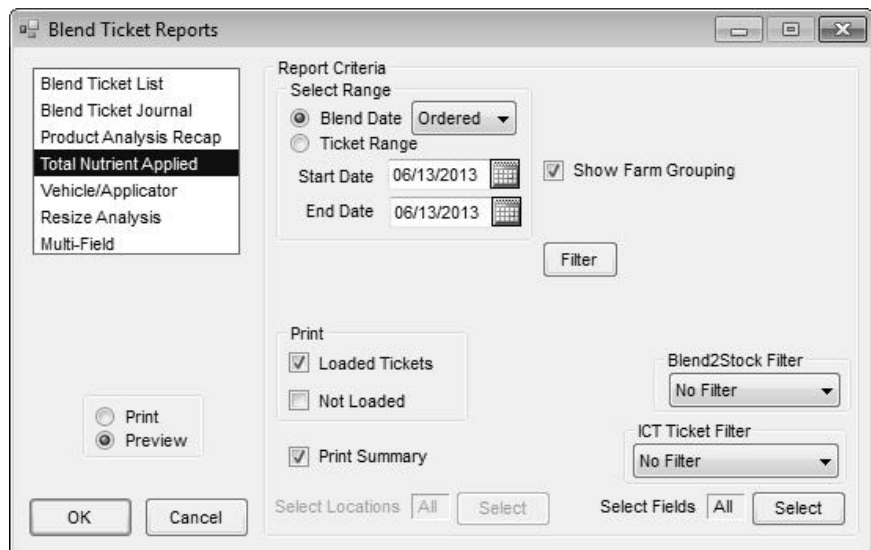 Blend Ticket Reports
Blend Ticket List
Blend Ticket Journal
Product Analysis Recap
Total Nutrient Applied
Vehicle/Applicator
Resize Analysis
Multi-Field
Print
Preview
OK Cancel
Report Criteria
Select Range
Blend Date Ordered
Ticket Range
Start Date 06/13/2013
End Date 06/13/2013
Show Farm Grouping
Filter
Print
Loaded Tickets
Not Loaded
Print Summary
Blend2Stock Filter
No Filter
ICT Ticket Filter
No Filter
Select Locations All Select
Select Fields All Select